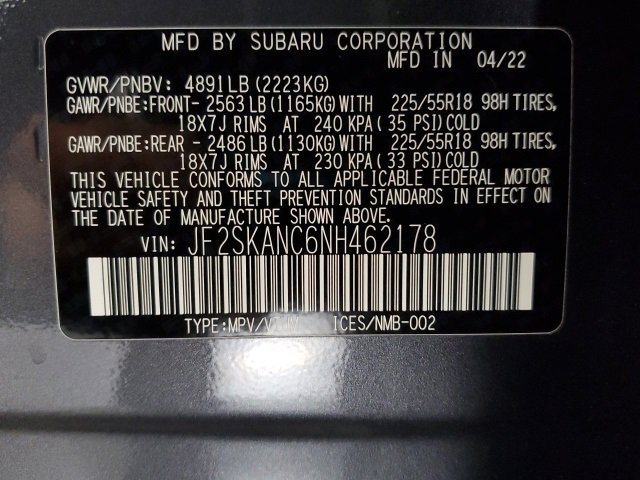 MFD BY SUBARU CORPORATION
MFD IN 04/22
GVWR/PNBV: 4891LB(2223KG)
GAWR/PNBE:FRONT- 2563LB(1165KG)WITH 225/55R18 98H TIRES,
18X7J RIMS AT 240 KPA( 35 PSI)COLD
GAWR/PNBE:REAR - 2486LB(1130KG)WITH 225/55R18 98H TIRES,
18X7J RIMS AT 230 KPA( 33 PSI)COLD
THIS VEHICLE CONFORMS TO ALL APPLICABLE FEDERAL MOTOR
VEHICLE SAFETY AND THEFT PREVENTION STANDARDS IN EFFECT ON
THE DATE OF MANUFACTURE SHOWN ABOVE.
VIN: JF2SKANC6NH462178
TYPE:MPV/ ICES/NMB-002